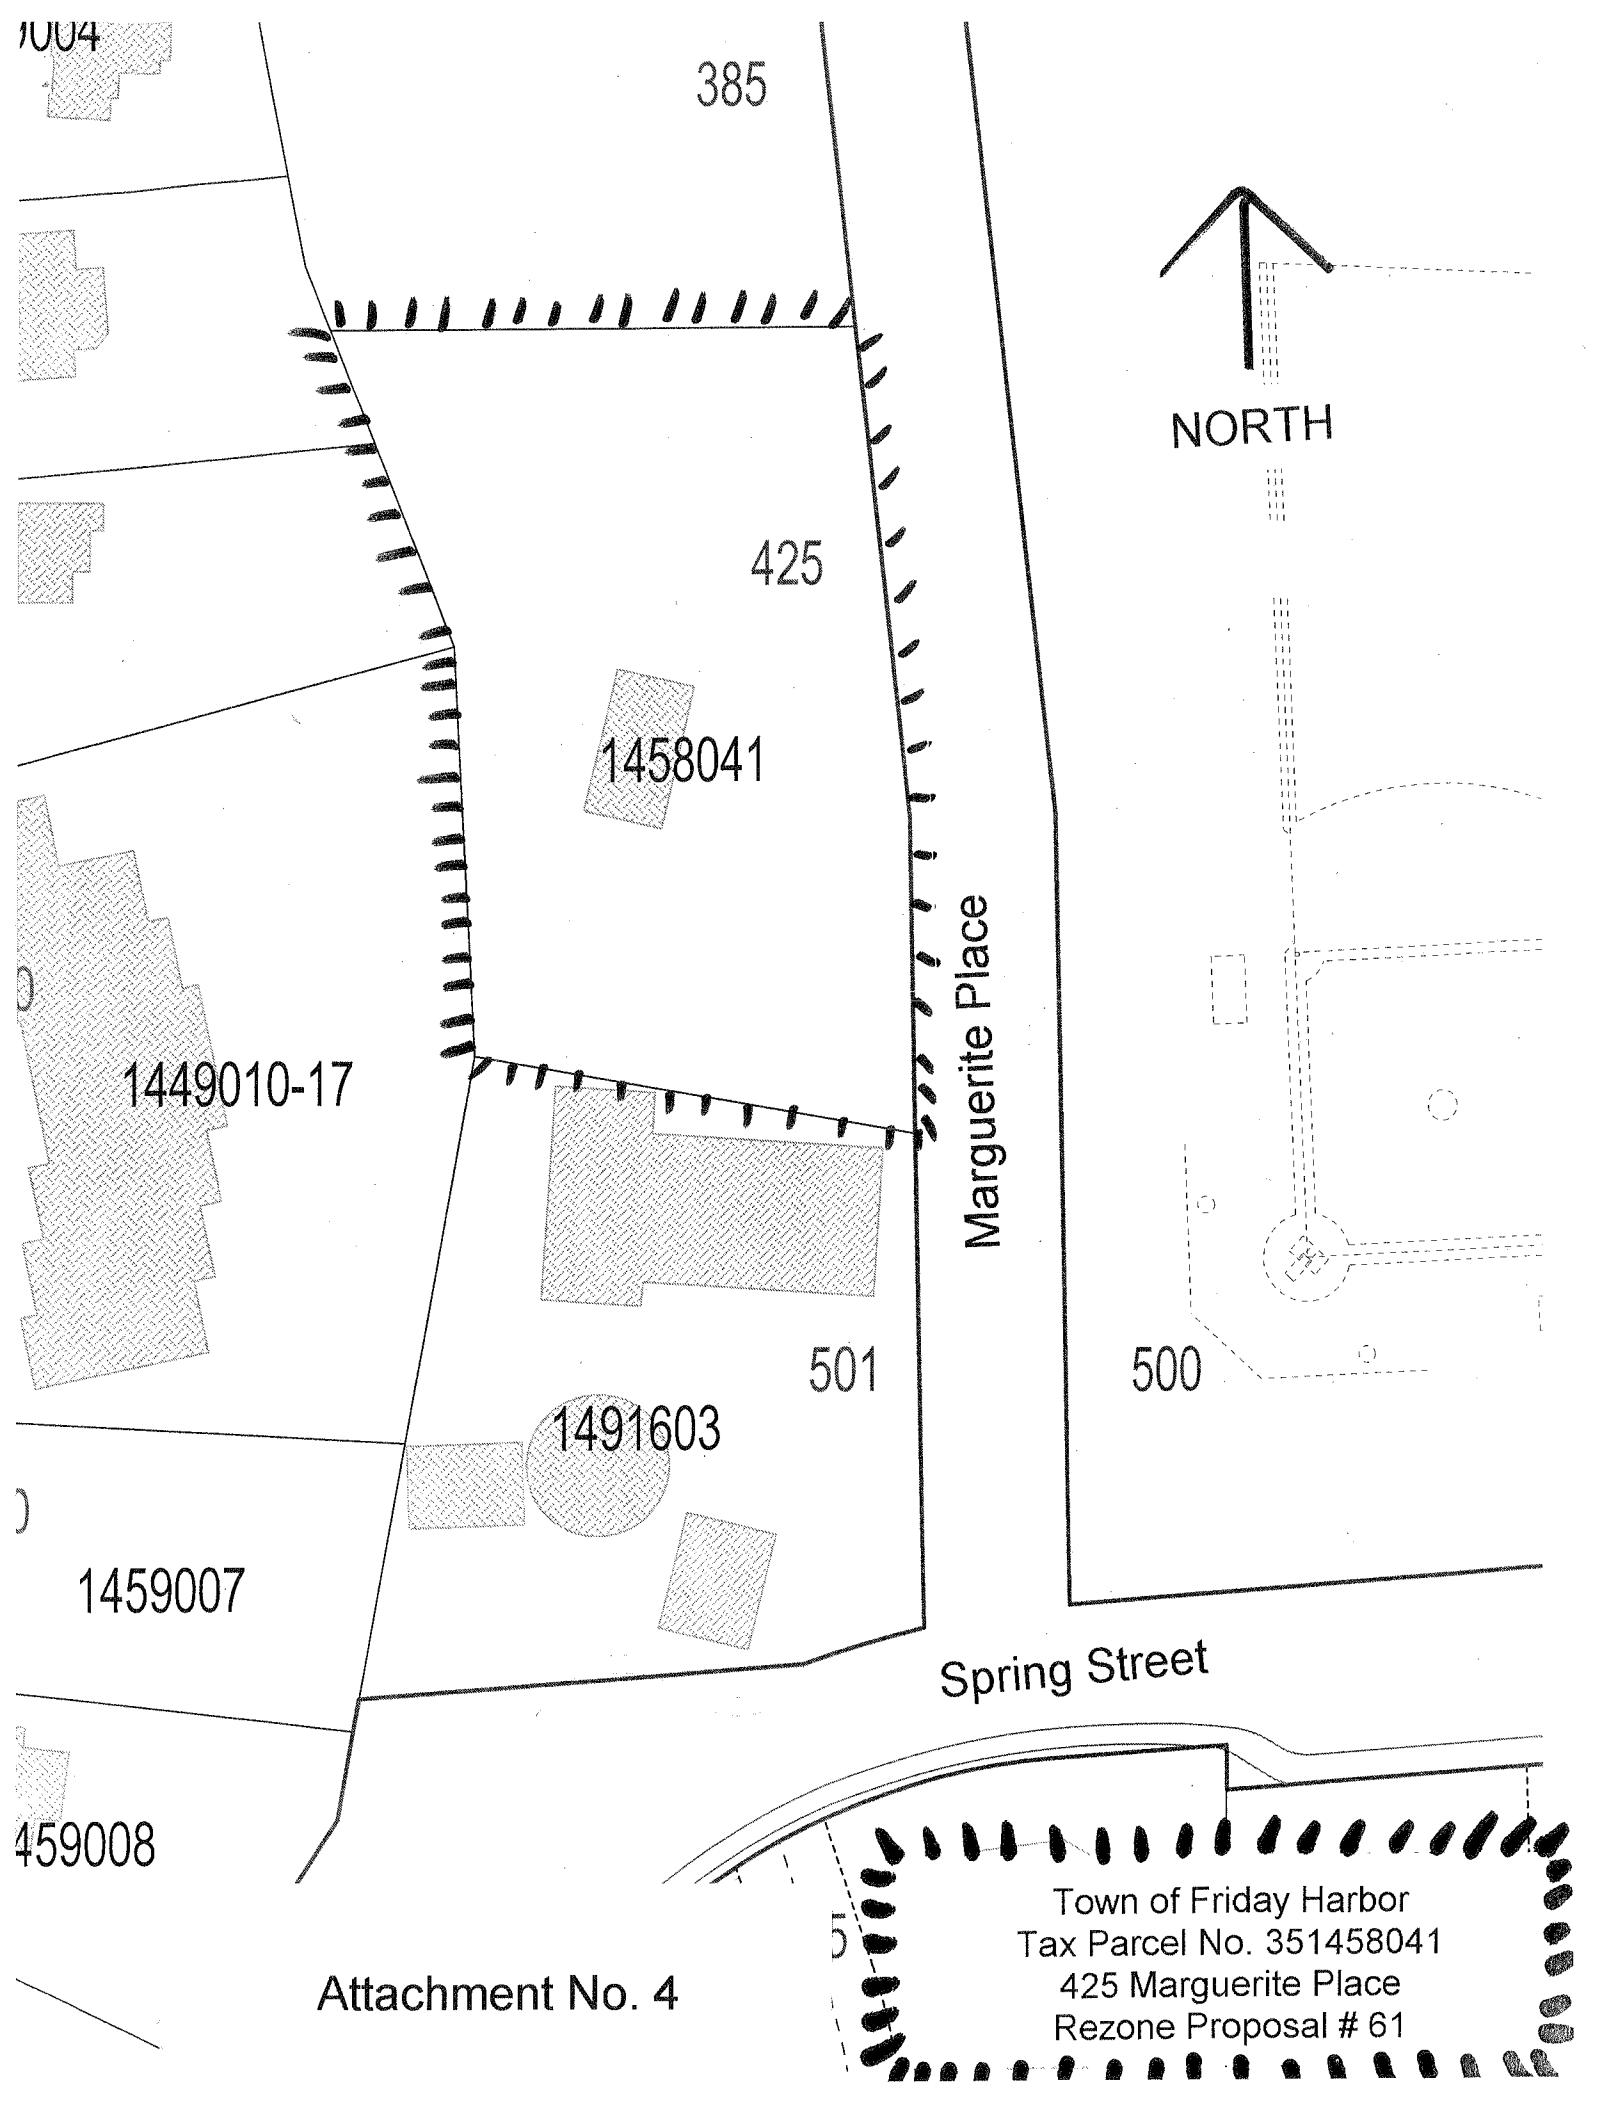 385
NORTH
425
1458041
Marguerite Place
1449010-17
501
500
1491603
1459007
Spring Street
459008
Town of Friday Harbor
Tax Parcel No. 351458041
425 Marguerite Place
Rezone Proposal # 61
Attachment No. 4